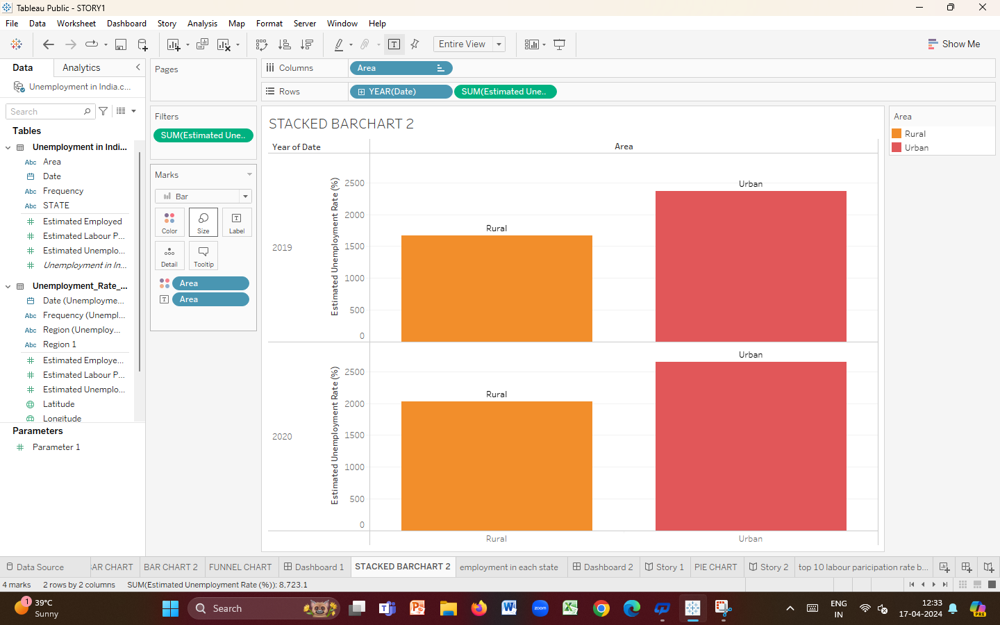 Tableau Public - STORY1
File Data Worksheet Dashboard Story Analysis Map Format Server Window Help
Entire View
Show Me
Data Analytics
Unemployment in India.c...
Search
Tables
Unemployment in Indi...
Abc Area
Date
Abc Frequency
Abc STATE
Estimated Employed
Estimated Labour P...
Estimated Unemplo...
Unemployment in In...
Unemployment_Rate_...
Date (Unemployme...
Abc Frequency (Unempl...
Abc Region (Unemploy...
Abc Region 1
Estimated Employe...
Estimated Labour P...
Estimated Unemplo...
Latitude
Longitude
Parameters
Parameter 1
Pages
Filters
SUM(Estimated Une..
Marks
Bar
Color Size Label
Detail Tooltip
Area
Area
Columns Area
Rows YEAR(Date) SUM(Estimated Une..
STACKED BARCHART 2
Year of Date Area
2019
Estimated Unemployment Rate (%)
2500
2000
1500
1000
500
0
Rural
Urban
2020
Estimated Unemployment Rate (%)
2500
2000
1500
1000
500
0
Rural
Urban
Rural Urban
Area
Rural
Urban
Data Source BAR CHART BAR CHART 2 FUNNEL CHART Dashboard 1 STACKED BARCHART 2 employment in each state Dashboard 2 Story 1 PIE CHART Story 2 top 10 labour paricipation rate b...
4 marks 2 rows by 2 columns SUM(Estimated Unemployment Rate (%)): 8,723.1
1
39°C
Sunny
Search
zoom
ENG
IN
12:33
17-04-2024
PRE